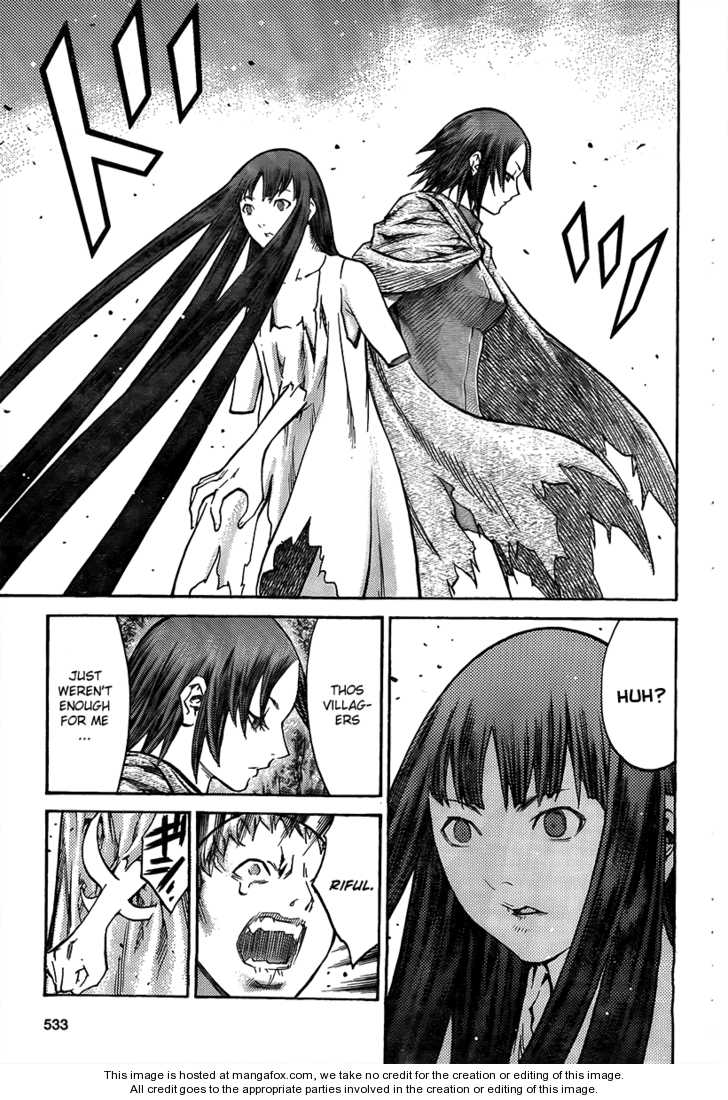 ドドド
HUH?
THOS
VILLAG-
ERS
JUST
WEREN'T
ENOUGH
FOR ME
...
RIFUL.
533
This image is hosted at mangafox.com, we take no credit for the creation or editing of this image.
All credit goes to the appropriate parties involved in the creation or editing of this image.